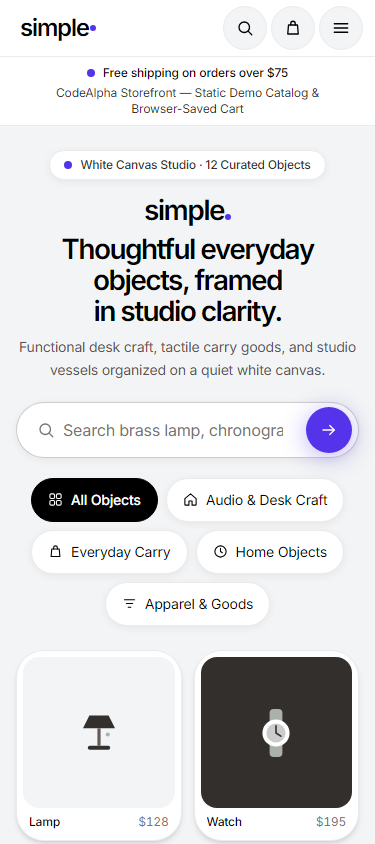 simple
Free shipping on orders over $75
CodeAlpha Storefront — Static Demo Catalog &
Browser-Saved Cart
White Canvas Studio · 12 Curated Objects
simple.
Thoughtful everyday
objects, framed
in studio clarity.
Functional desk craft, tactile carry goods, and studio
vessels organized on a quiet white canvas.
Search brass lamp, chronogra
All Objects
Audio & Desk Craft
Everyday Carry
Home Objects
Apparel & Goods
Lamp $128
Watch $195